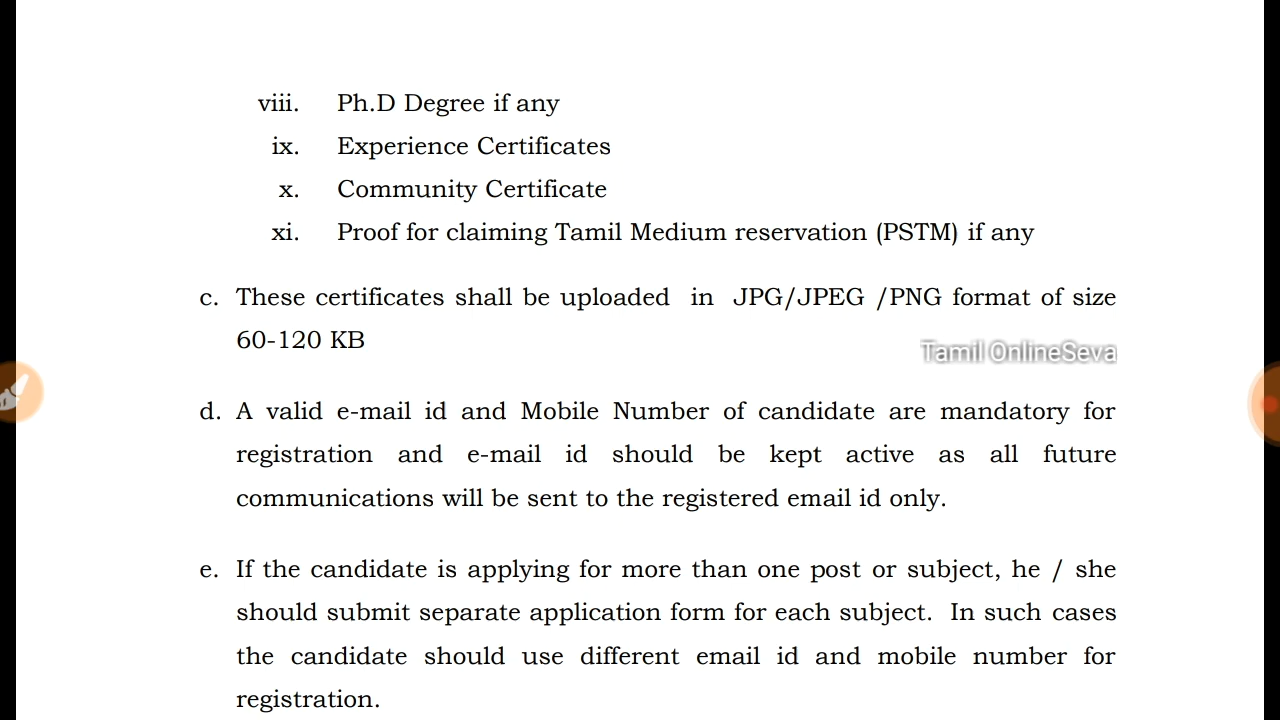 viii. Ph.D Degree if any
ix. Experience Certificates
x. Community Certificate
xi. Proof for claiming Tamil Medium reservation (PSTM) if any
c. These certificates shall be uploaded in JPG/JPEG /PNG format of size
60-120 KB
Tamil OnlineSeva
d. A valid e-mail id and Mobile Number of candidate are mandatory for
registration and e-mail id should be kept active as all future
communications will be sent to the registered email id only.
e. If the candidate is applying for more than one post or subject, he / she
should submit separate application form for each subject. In such cases
the candidate should use different email id and mobile number for
registration.